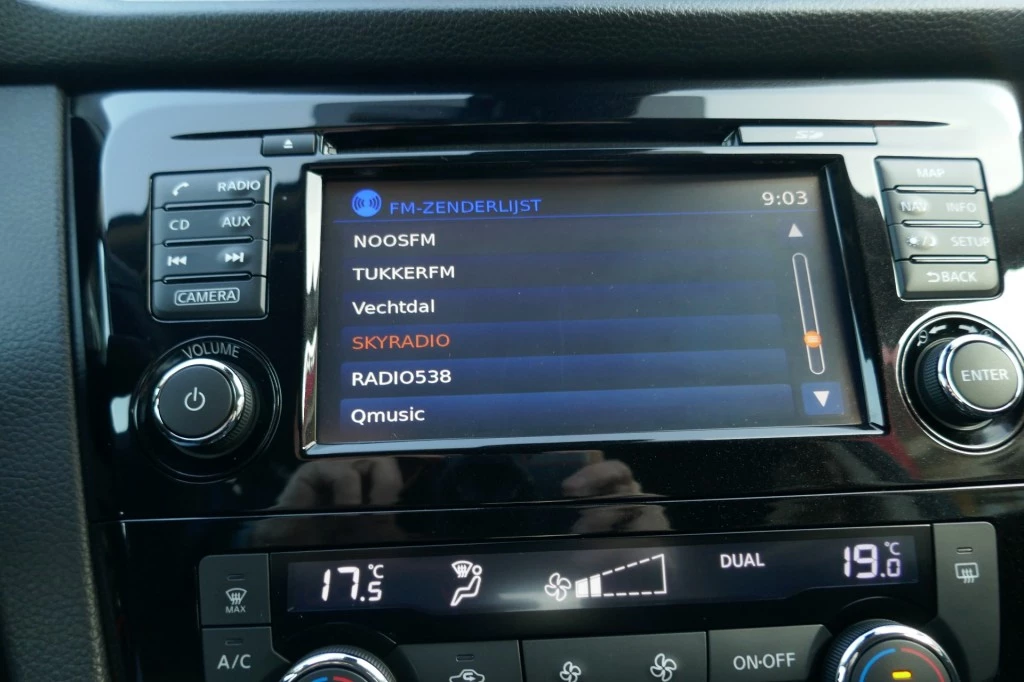 SD
RADIO
CD AUX
CAMERA
VOLUME
FM-ZENDERLIJST 9:03
NOOSFM
TUKKERFM
Vechtdal
SKYRADIO
RADIO538
Qmusic
MAP
NAV INFO
SETUP
BACK
ENTER
17.5°C DUAL 19.0°C
MAX
A/C ON·OFF